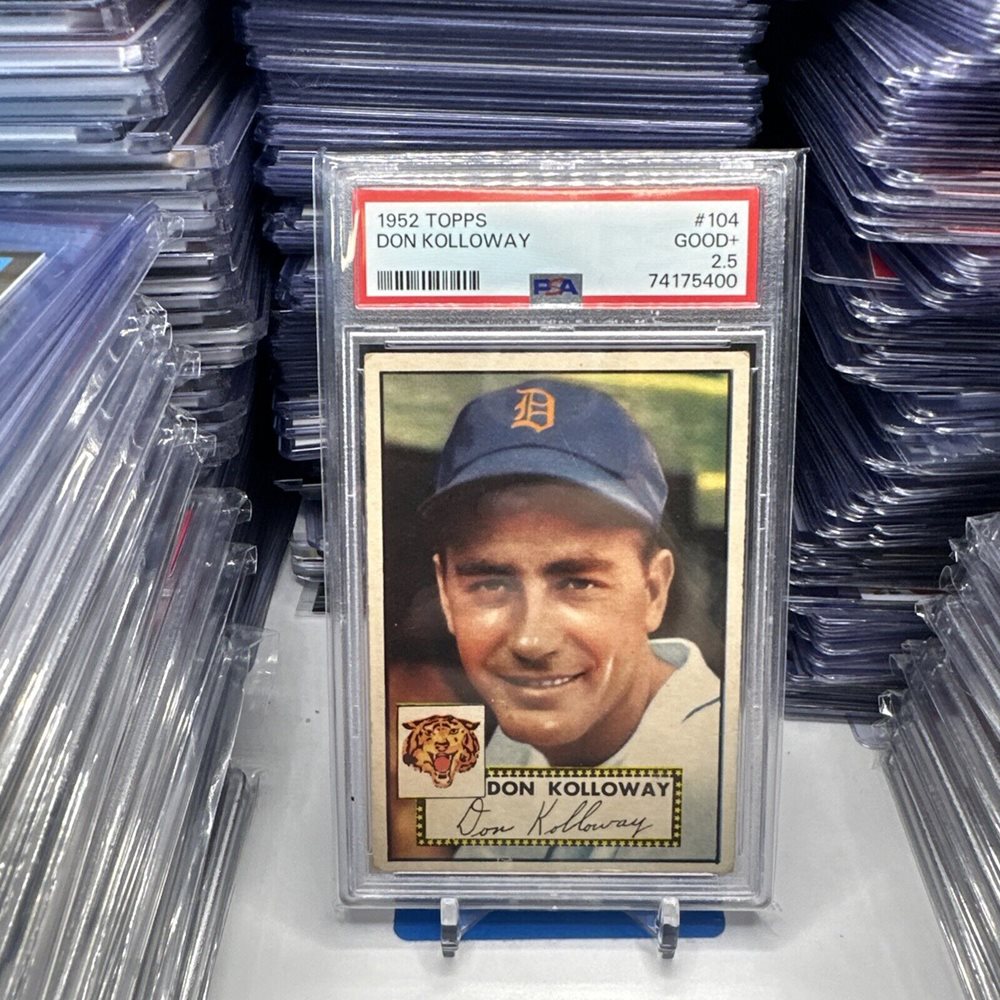 1952 TOPPS #104
DON KOLLOWAY GOOD+
2.5
PSA 74175400
D
DON KOLLOWAY
Don Kolloway